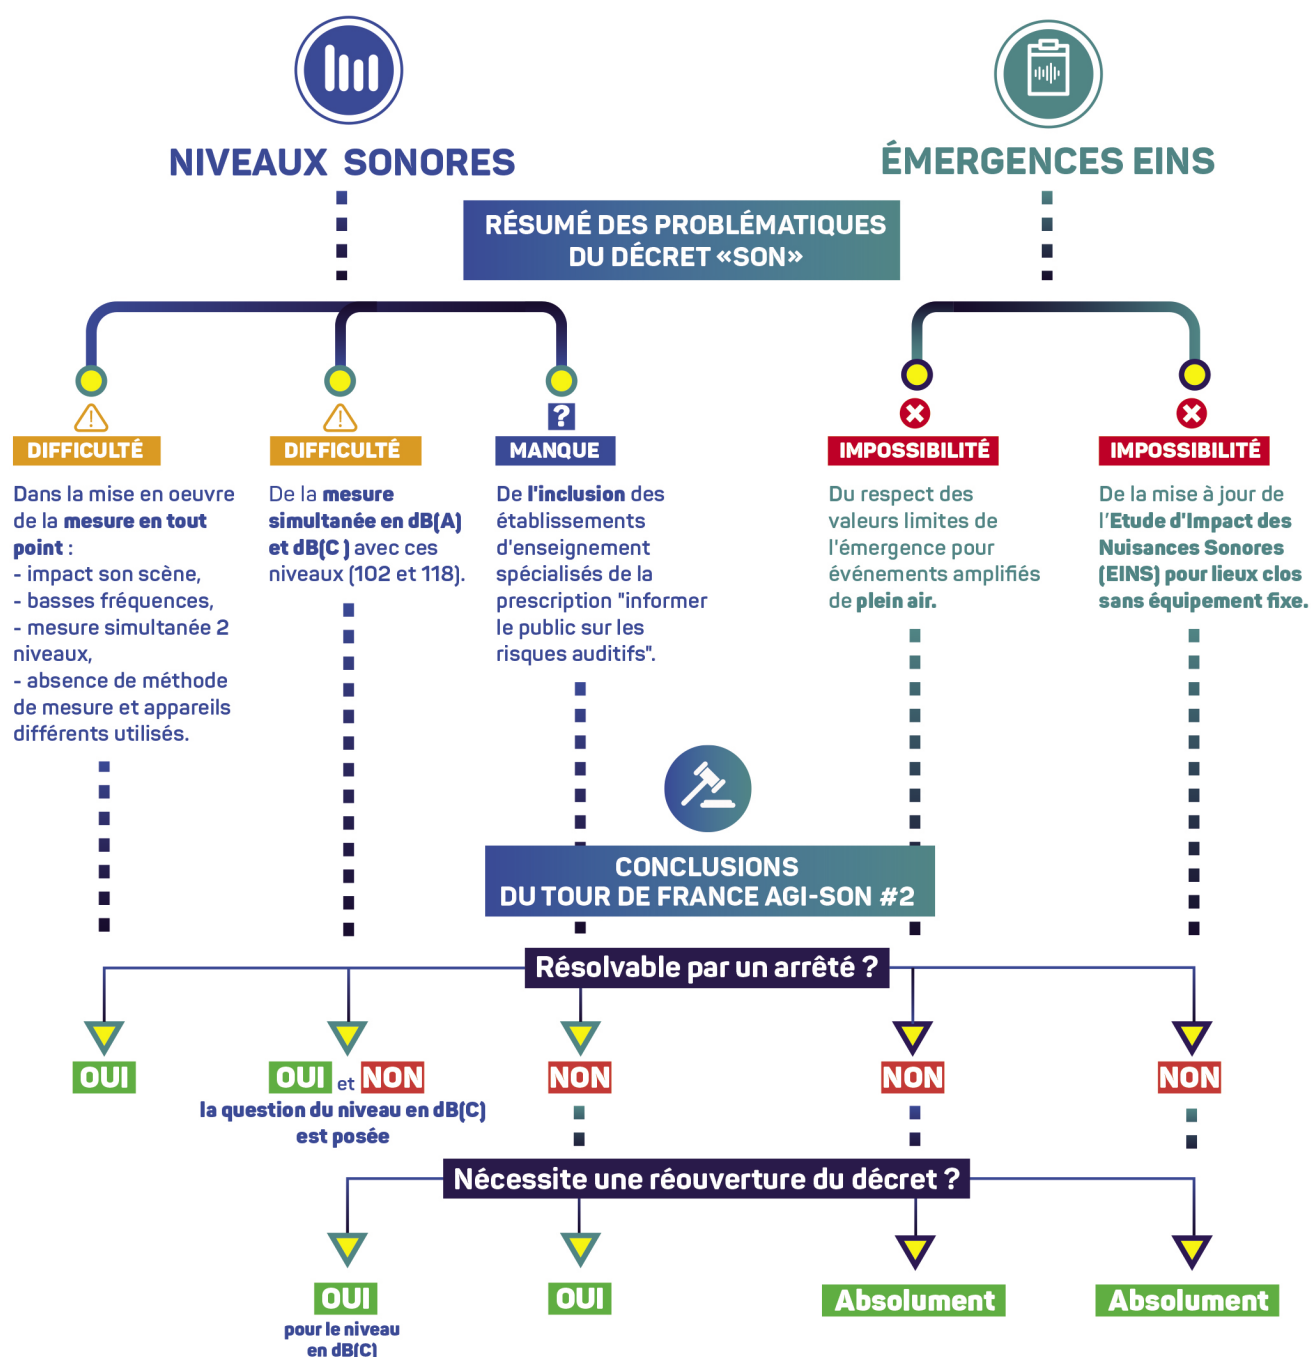 NIVEAUX SONORES
ÉMERGENCES EINS
RÉSUMÉ DES PROBLÉMATIQUES
DU DÉCRET «SON»
DIFFICULTÉ
Dans la mise en oeuvre
de la mesure en tout
point :
- impact son scène,
- basses fréquences,
- mesure simultanée 2
niveaux,
- absence de méthode
de mesure et appareils
différents utilisés.
DIFFICULTÉ
De la mesure
simultanée en dB(A)
et dB(C ) avec ces
niveaux (102 et 118).
?
MANQUE
De l'inclusion des
établissements
d'enseignement
spécialisés de la
prescription "informer
le public sur les
risques auditifs".
IMPOSSIBILITÉ
Du respect des
valeurs limites de
l'émergence pour
événements amplifiés
de plein air.
IMPOSSIBILITÉ
De la mise à jour de
l'Etude d'Impact des
Nuisances Sonores
(EINS) pour lieux clos
sans équipement fixe.
CONCLUSIONS
DU TOUR DE FRANCE AGI-SON #2
Résolvable par un arrêté ?
OUI
OUI et NON
la question du niveau en dB(C)
est posée
NON
NON
NON
Nécessite une réouverture du décret ?
OUI
pour le niveau
en dB(C)
OUI
Absolument
Absolument